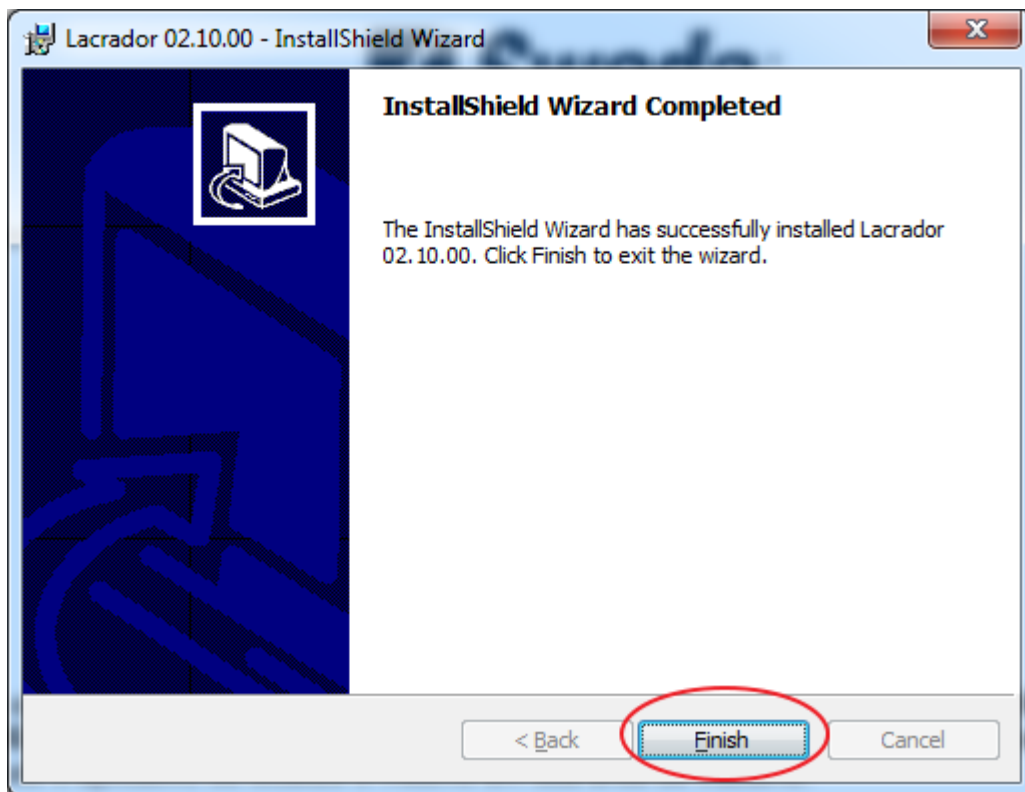 Lacrador 02.10.00 - InstallShield Wizard
InstallShield Wizard Completed
The InstallShield Wizard has successfully installed Lacrador
02.10.00. Click Finish to exit the wizard.
< Back
Finish
Cancel